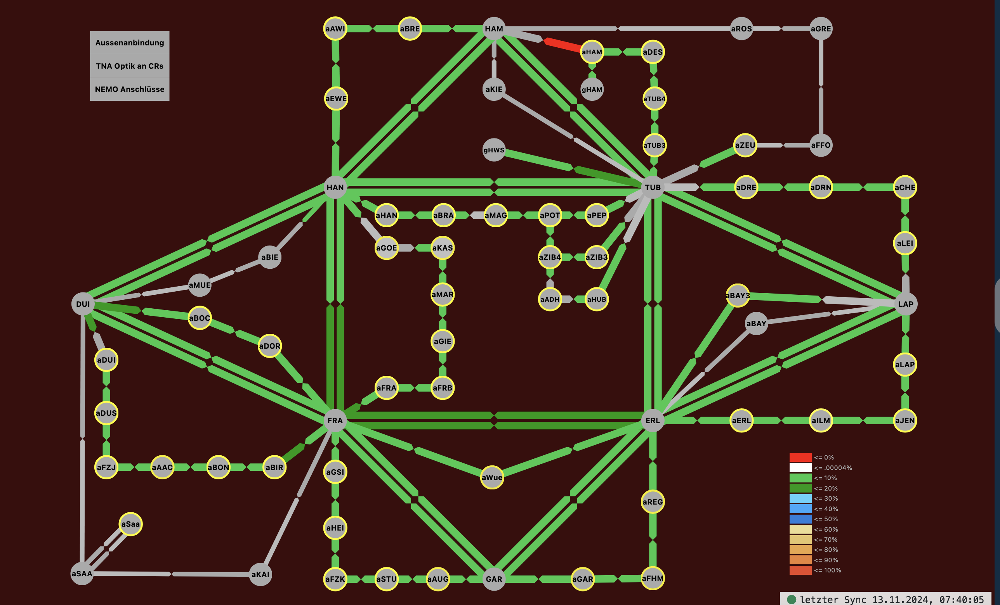 aAWI
aBRE
HAM
aROS
aGRE
Aussenanbindung
TNA Optik an CRs
NEMO Anschlüsse
aHAM
aDES
aEWE
aKIE
gHAM
aTUB4
gHWS
aTUB3
aZEU
aFFO
HAN
TUB
aDRE
aDRN
aCHE
aHAN
aBRA
aMAG
aPOT
aPEP
aGOE
aKAS
aLEI
aBIE
aZIB4
aZIB3
aMUE
aMAR
aADH
aHUB
aBAY3
DUI
LAP
aBOC
aBAY
aDOR
aGIE
aDUI
aLAP
aFRA
aFRB
aDUS
FRA
ERL
aERL
aILM
aJEN
aFZJ
aAAC
aBON
aBIR
aGSI
aWue
<= 0%
<= .00004%
<= 10%
<= 20%
<= 30%
<= 40%
<= 50%
<= 60%
<= 70%
<= 80%
<= 90%
<= 100%
aREG
aSaa
aHEI
aSAA
aKAI
aFZK
aSTU
aAUG
GAR
aGAR
aFHM
letzter Sync 13.11.2024, 07:40:05